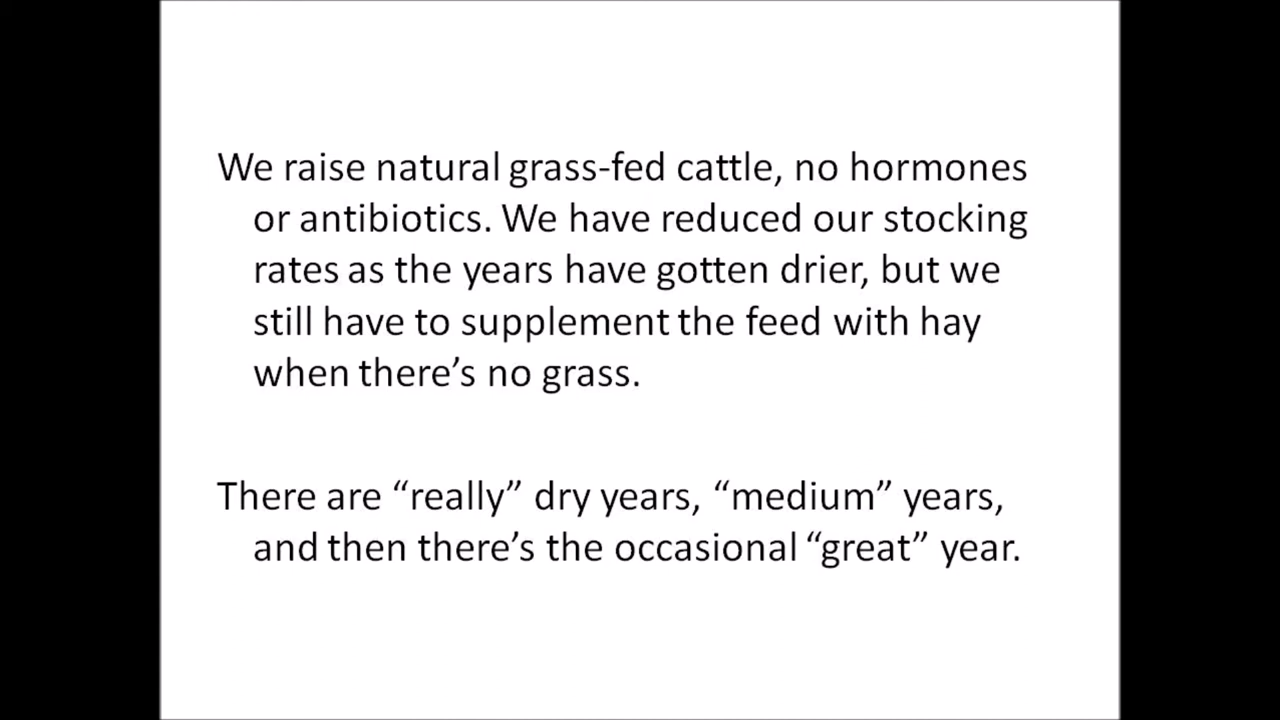 We raise natural grass-fed cattle, no hormones
or antibiotics. We have reduced our stocking
rates as the years have gotten drier, but we
still have to supplement the feed with hay
when there’s no grass.
There are “really” dry years, “medium” years,
and then there’s the occasional “great” year.